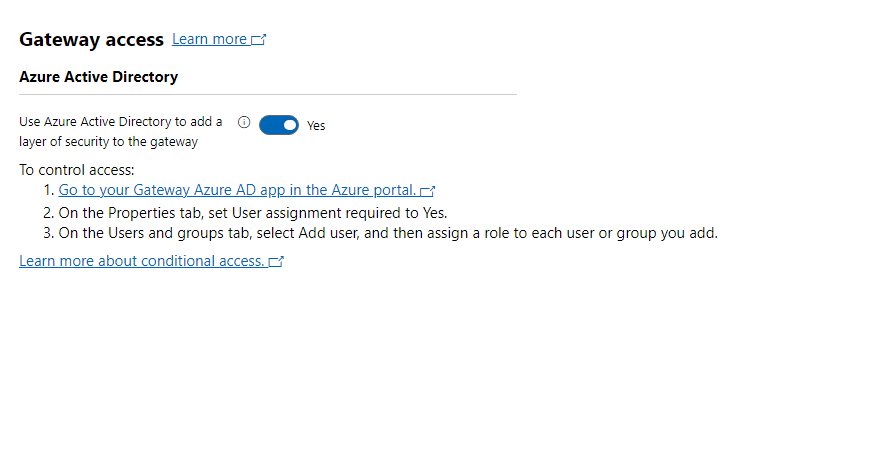 Gateway access Learn more
Azure Active Directory
Use Azure Active Directory to add a
layer of security to the gateway
Yes
To control access:
1. Go to your Gateway Azure AD app in the Azure portal.
2. On the Properties tab, set User assignment required to Yes.
3. On the Users and groups tab, select Add user, and then assign a role to each user or group you add.
Learn more about conditional access.